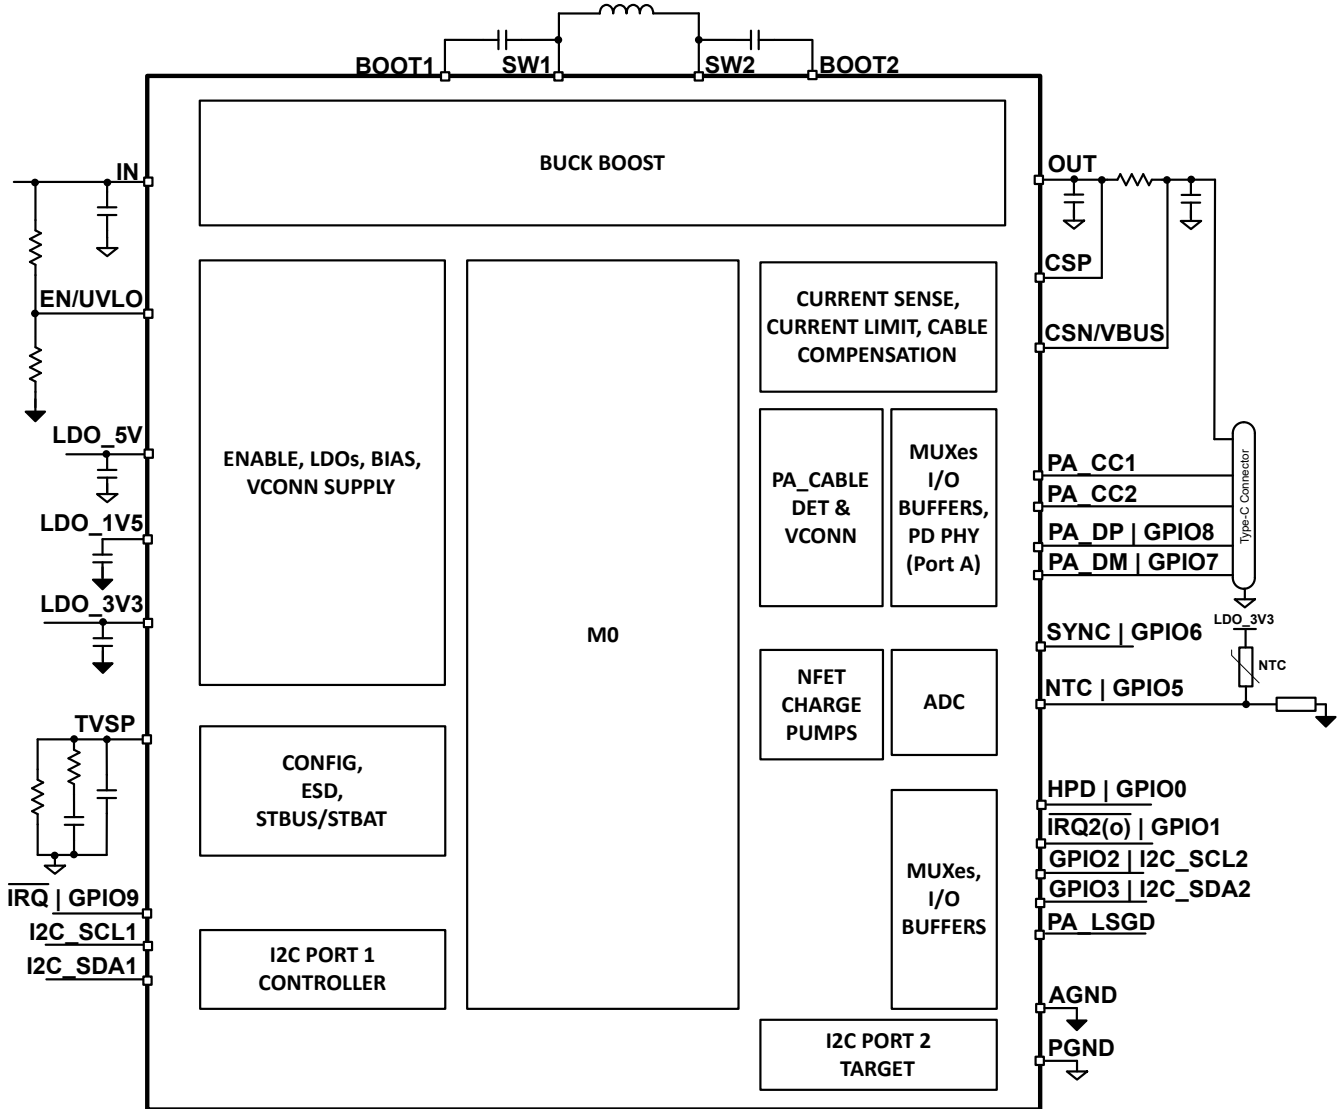 BOOT1
SW1
SW2
BOOT2
BUCK BOOST
IN
OUT
CSP
EN/UVLO
CURRENT SENSE,
CURRENT LIMIT, CABLE
COMPENSATION
CSN/VBUS
LDO_5V
ENABLE, LDOs, BIAS,
VCONN SUPPLY
PA_CABLE
DET &
VCONN
MUXes
I/O
BUFFERS,
PD PHY
(Port A)
PA_CC1
PA_CC2
PA_DP | GPIO8
PA_DM | GPIO7
Type-C Connector
LDO_1V5
LDO_3V3
M0
SYNC | GPIO6
LDO_3V3
NTC
NTC | GPIO5
NFET
CHARGE
PUMPS
ADC
TVSP
CONFIG,
ESD,
STBUS/STBAT
HPD | GPIO0
IRQ2(o) | GPIO1
GPIO2 | I2C_SCL2
GPIO3 | I2C_SDA2
PA_LSGD
MUXes,
I/O
BUFFERS
IRQ | GPIO9
I2C_SCL1
I2C_SDA1
I2C PORT 1
CONTROLLER
AGND
PGND
I2C PORT 2
TARGET